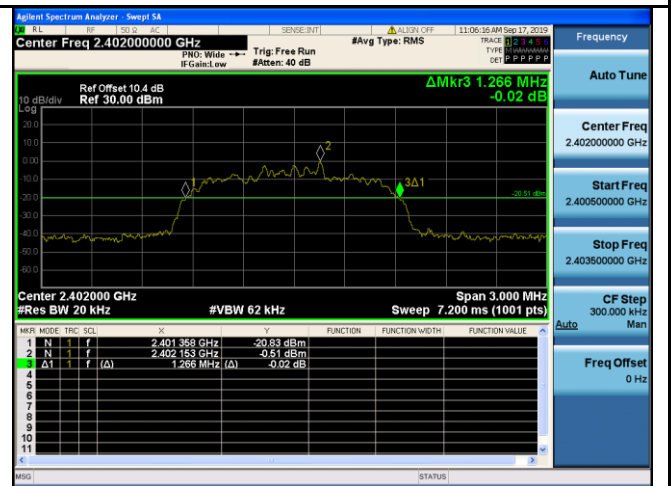 Agilent Spectrum Analyzer - Swept SA
RL RF 50 Ω AC SENSE:INT ALIGN OFF 11:06:16 AM Sep 17, 2019
Center Freq 2.402000000 GHz #Avg Type: RMS TRACE 1 2 3 4 5 6
PNO: Wide Trig: Free Run TYPE M
IFGain:Low #Atten: 40 dB DET P P P P P P
Frequency
Auto Tune
Center Freq
2.402000000 GHz
Start Freq
2.400500000 GHz
Stop Freq
2.403500000 GHz
CF Step
300.000 kHz
Auto Man
Freq Offset
0 Hz
Ref Offset 10.4 dB ΔMkr3 1.266 MHz
10 dB/div Ref 30.00 dBm -0.02 dB
Log
20.0
10.0
0.00
-10.0
-20.0
-30.0
-40.0
-50.0
-60.0
1
2
3Δ1
-20.51 dBm
Center 2.402000 GHz Span 3.000 MHz
#Res BW 20 kHz #VBW 62 kHz Sweep 7.200 ms (1001 pts)
MKR MODE TRC SCL X Y FUNCTION FUNCTION WIDTH FUNCTION VALUE
1 N 1 f 2.401 358 GHz -20.83 dBm
2 N 1 f 2.402 153 GHz -0.51 dBm
3 Δ1 1 f (Δ) 1.266 MHz (Δ) -0.02 dB
4
5
6
7
8
9
10
11
MSG STATUS